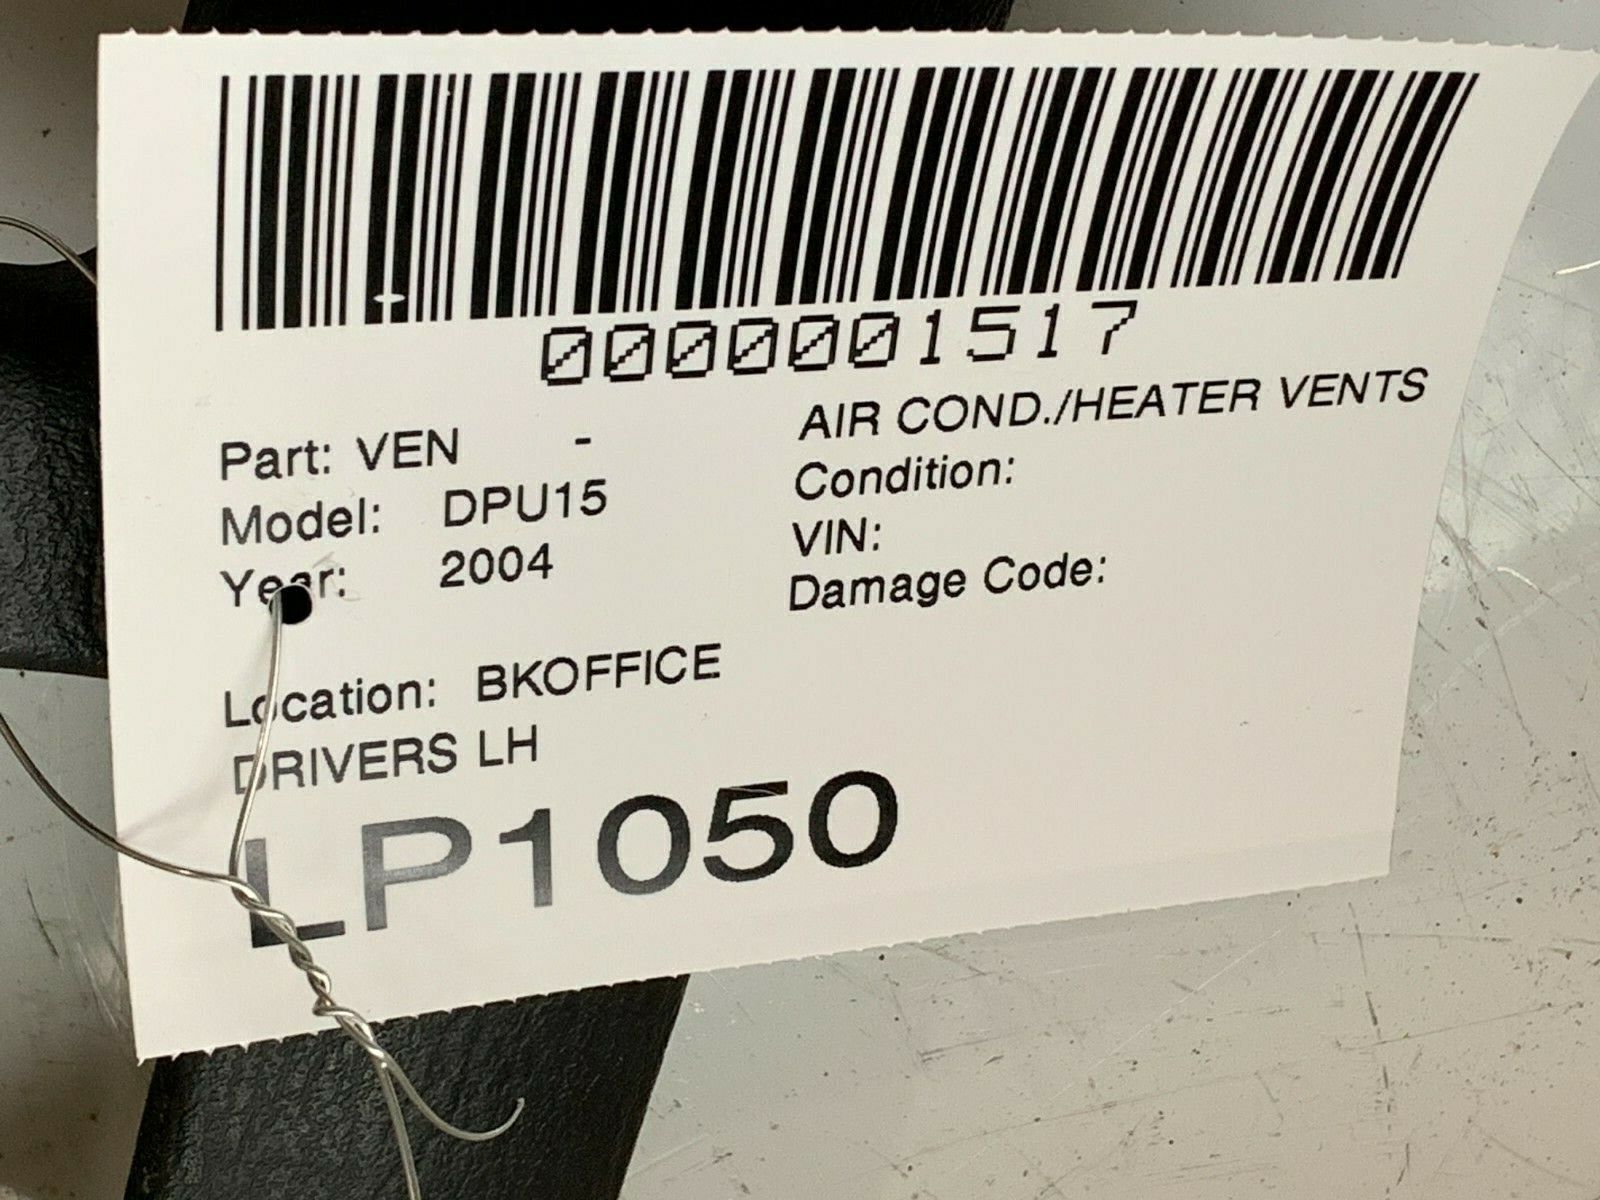 0000001517
Part: VEN - AIR COND./HEATER VENTS
Model: DPU15 Condition:
Year: 2004 VIN:
Damage Code:
Location: BKOFFICE
DRIVERS LH
LP1050